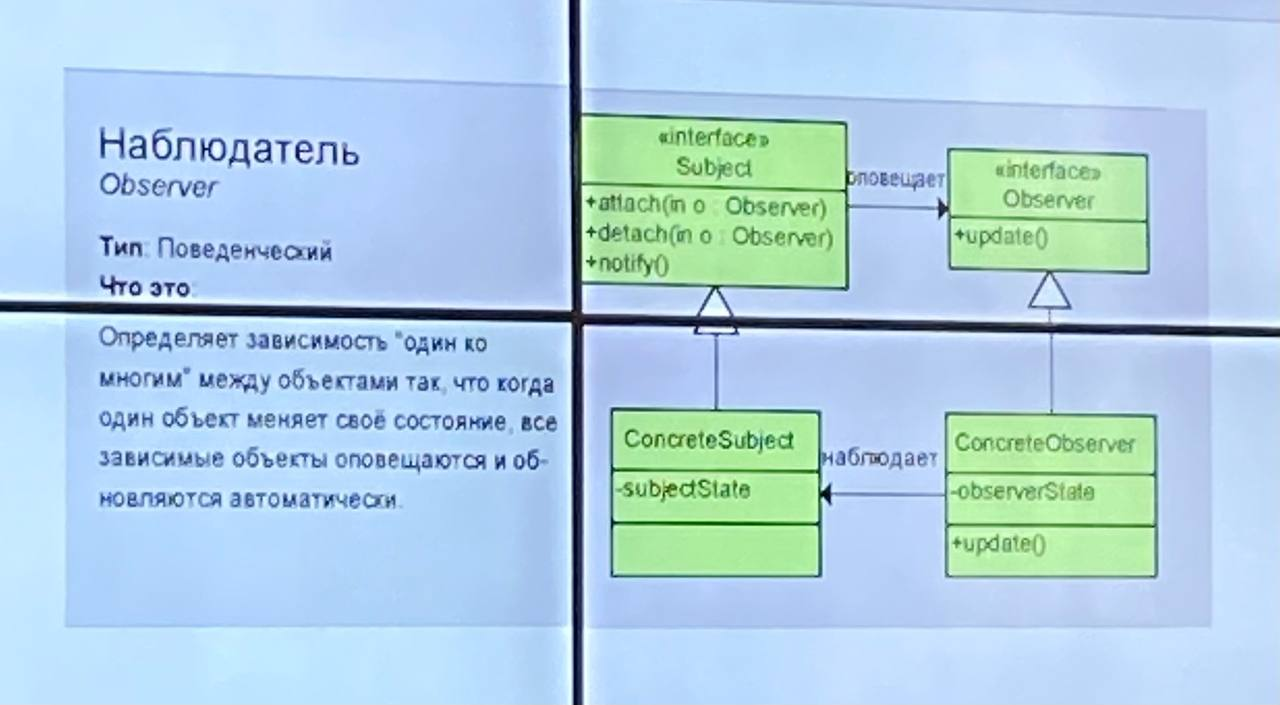 Наблюдатель
Observer
Тип: Поведенческий
Что это:
Определяет зависимость "один ко
многим" между объектами так, что когда
один объект меняет своё состояние, все
зависимые объекты оповещаются и об-
новляются автоматически.
«interface»
Subject
+attach(in o : Observer)
+detach(in o : Observer)
+notify()
оповещает
«interface»
Observer
+update()
ConcreteSubject
-subjectState
наблюдает
ConcreteObserver
-observerState
+update()